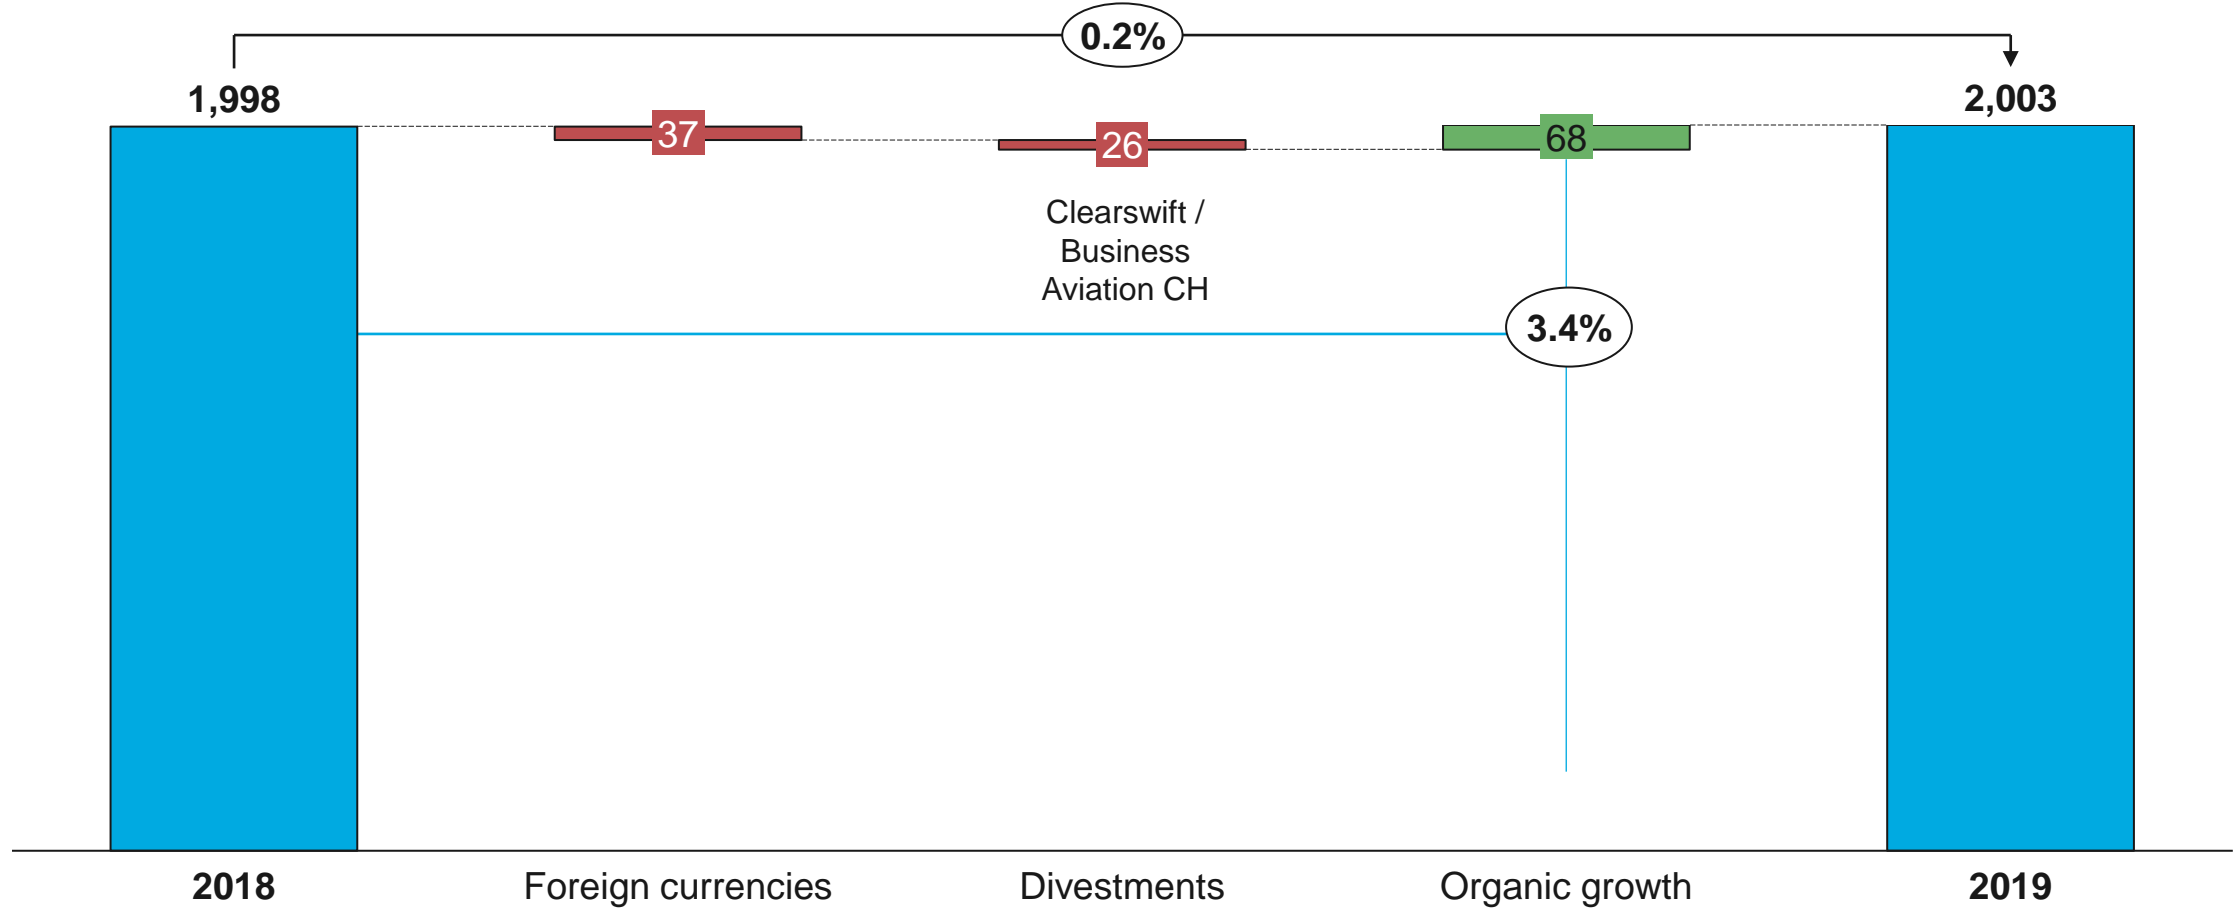 0.2%
1,998
2,003
37
26
68
Clearswift /
Business
Aviation CH
3.4%
2018
Foreign currencies
Divestments
Organic growth
2019